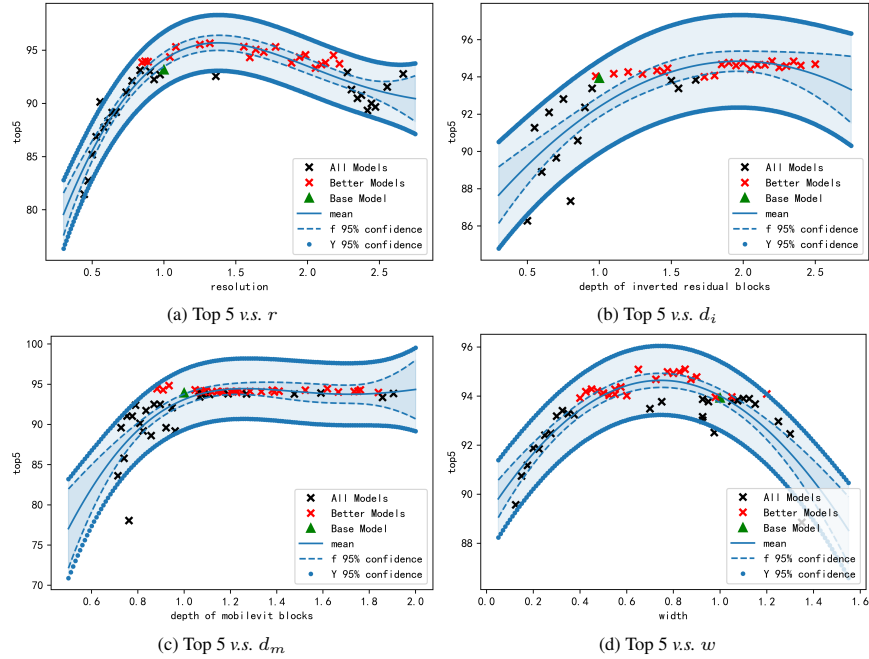 95
90
85
80
top5
0.5
1.0
1.5
2.0
2.5
resolution
All Models
Better Models
Base Model
mean
f 95% confidence
Y 95% confidence
(a) Top 5 v.s. r
96
94
92
90
88
86
top5
0.5
1.0
1.5
2.0
2.5
depth of inverted residual blocks
All Models
Better Models
Base Model
mean
f 95% confidence
Y 95% confidence
(b) Top 5 v.s. d_i
100
95
90
85
80
75
70
top5
0.6
0.8
1.0
1.2
1.4
1.6
1.8
2.0
depth of mobilevit blocks
All Models
Better Models
Base Model
mean
f 95% confidence
Y 95% confidence
(c) Top 5 v.s. d_m
96
94
92
90
88
top5
0.0
0.2
0.4
0.6
0.8
1.0
1.2
1.4
1.6
width
All Models
Better Models
Base Model
mean
f 95% confidence
Y 95% confidence
(d) Top 5 v.s. w